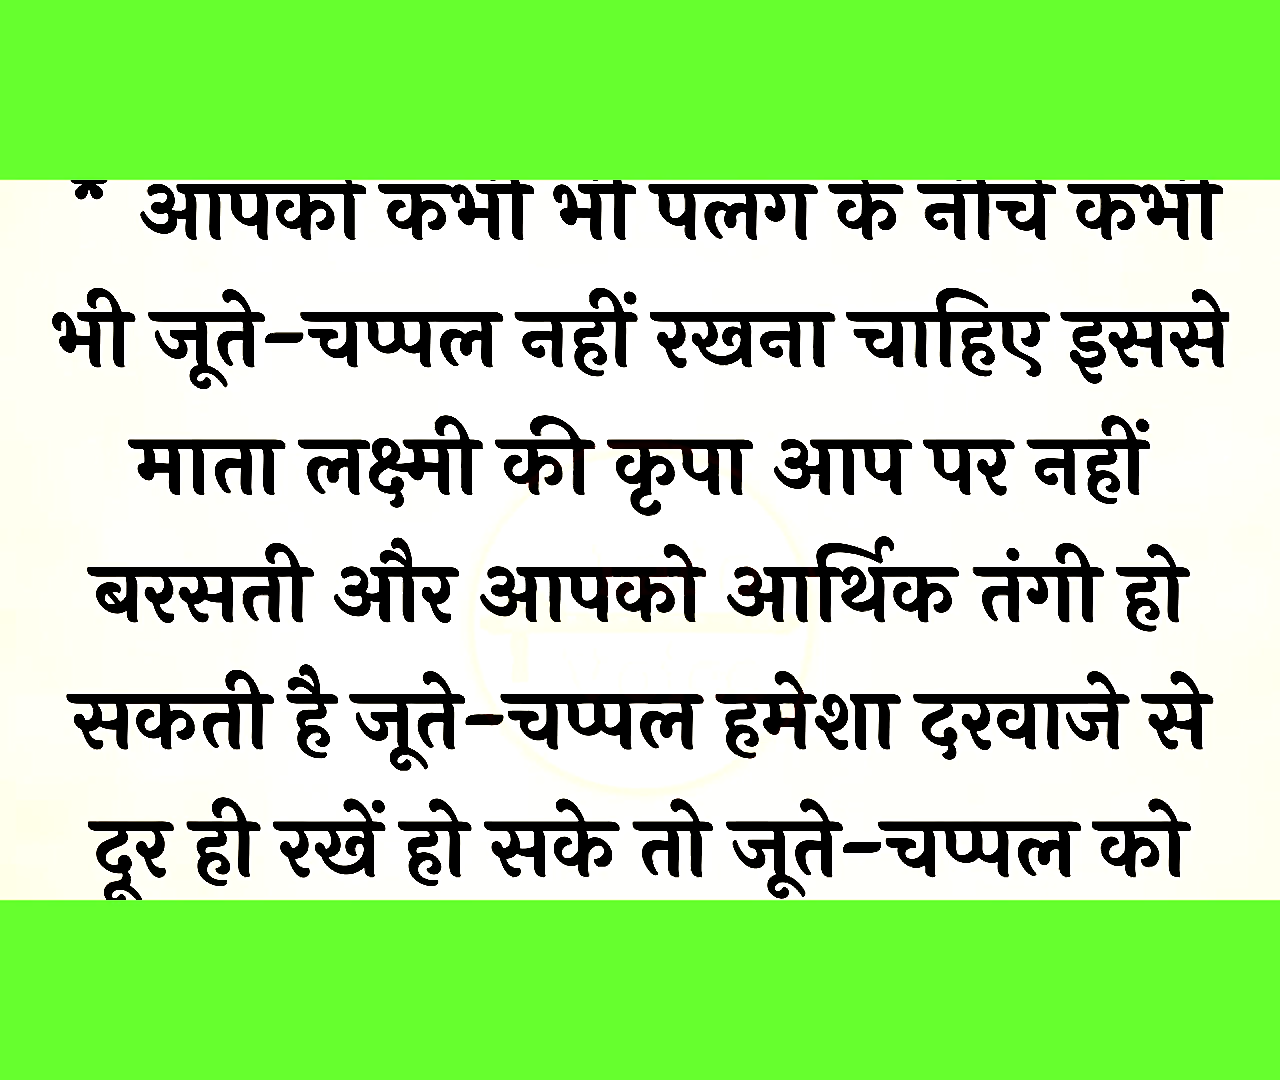 * आपको कभी भी पलंग के नीचे कभी
भी जूते-चप्पल नहीं रखना चाहिए इससे
माता लक्ष्मी की कृपा आप पर नहीं
बरसती और आपको आर्थिक तंगी हो
सकती है जूते-चप्पल हमेशा दरवाजे से
दूर ही रखें हो सके तो जूते-चप्पल को